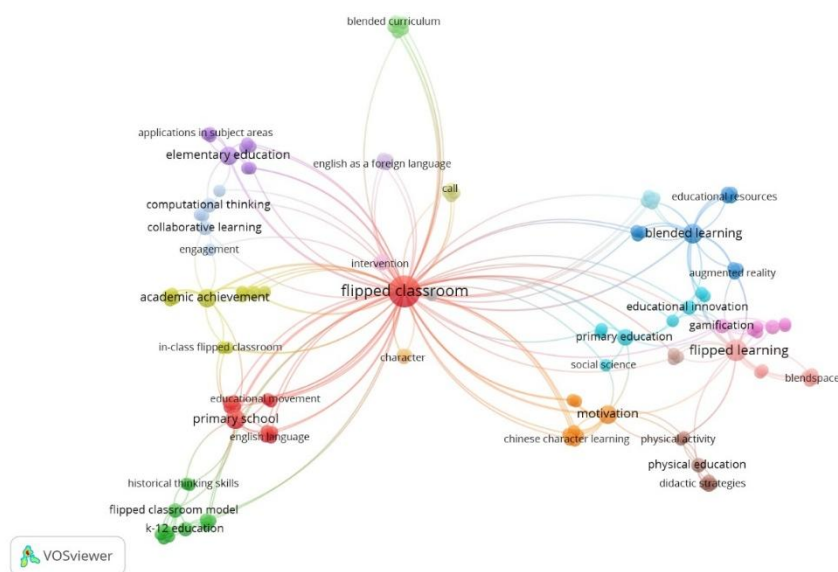 blended curriculum
applications in subject areas
elementary education
english as a foreign language
call
educational resources
computational thinking
collaborative learning
blended learning
engagement
intervention
augmented reality
flipped classroom
academic achievement
educational innovation
gamification
primary education
in-class flipped classroom
character
flipped learning
social science
blendspace
educational movement
primary school
motivation
english language
chinese character learning
physical activity
physical education
historical thinking skills
didactic strategies
flipped classroom model
k-12 education
VOSviewer